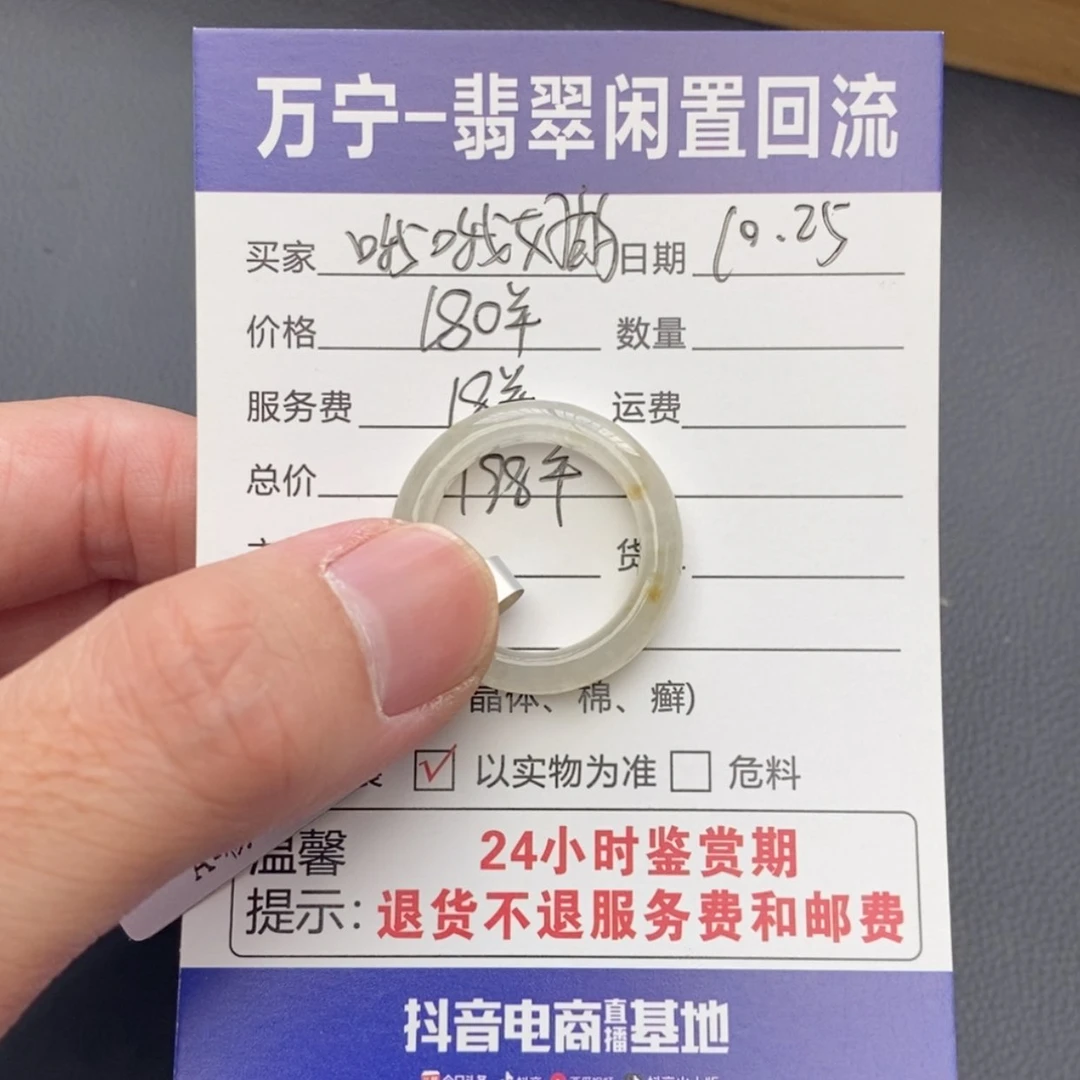 万宁-翡翠闲置回流
买家 日期 10.25
价格 180羊 数量
服务费 18羊 运费
总价 198羊
货
晶体、棉、癣)
以实物为准 危料
温馨 24小时鉴赏期
提示: 退货不退服务费和邮费
抖音电商直播基地